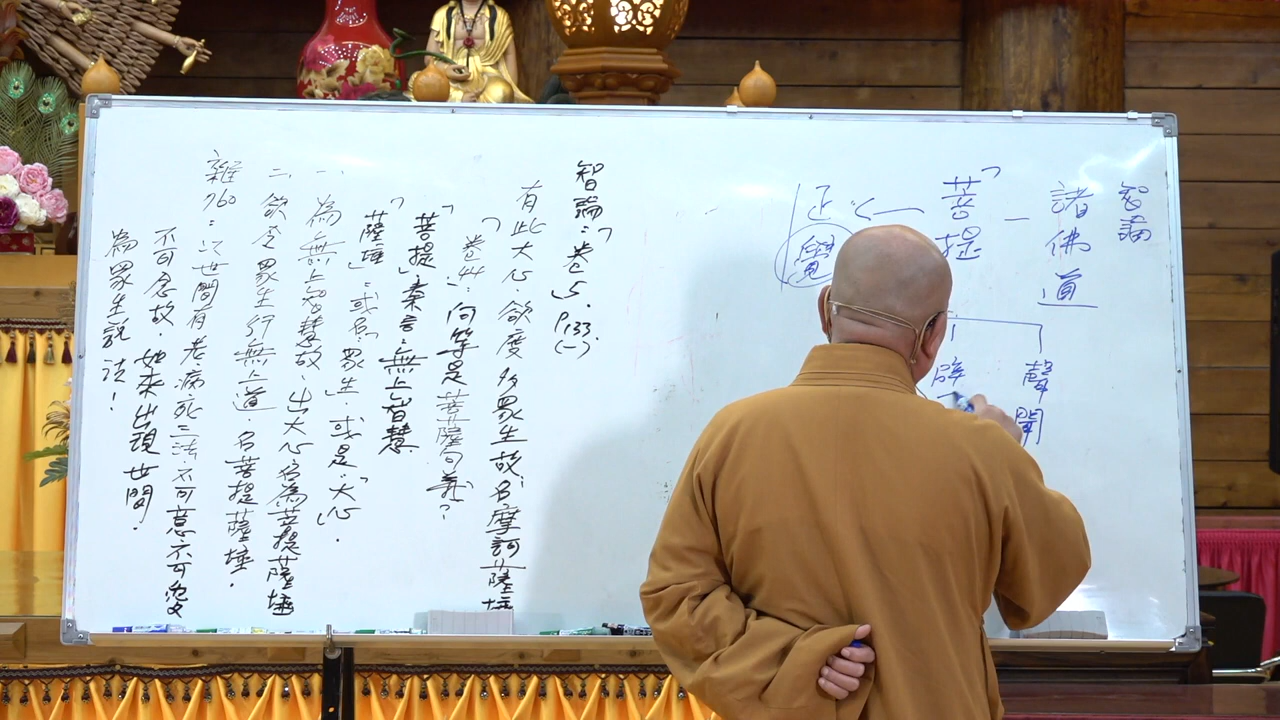 智論
諸佛道
—「菩提
正
覺
聲聞
辟
智論:「卷5.P133.(一)
有此大心欲度多眾生故,名摩訶薩埵」
「卷44:何等是菩薩句義?
「菩提」秦言:無上智慧
「薩埵」:或名「眾生」或是「大心」.
一、為無上智慧故、出大心名為菩提薩埵
二、欲令眾生行無上道.名菩提薩埵.
雜760:以世間有老病死三法不可意.不可愛
不可念故.如來出現世間.
為眾生說法!